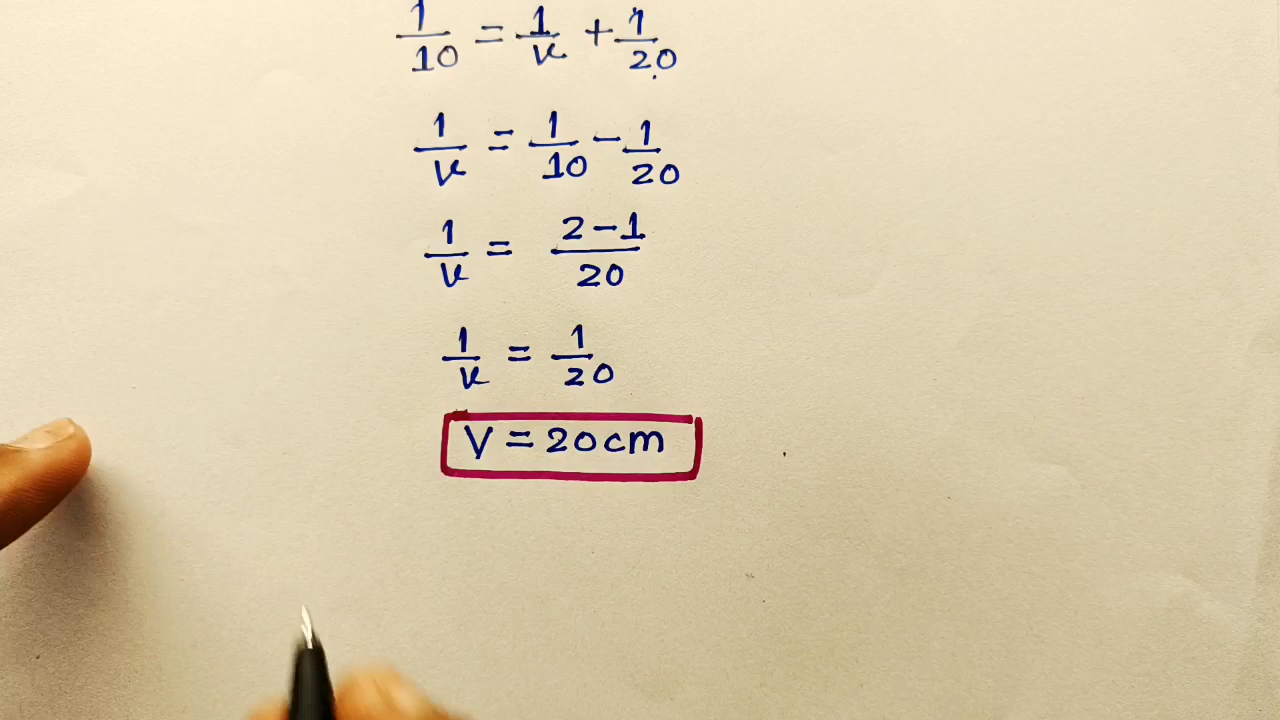 1/10 = 1/v + 1/20
1/v = 1/10 - 1/20
1/v = 2-1/20
1/v = 1/20
V = 20cm